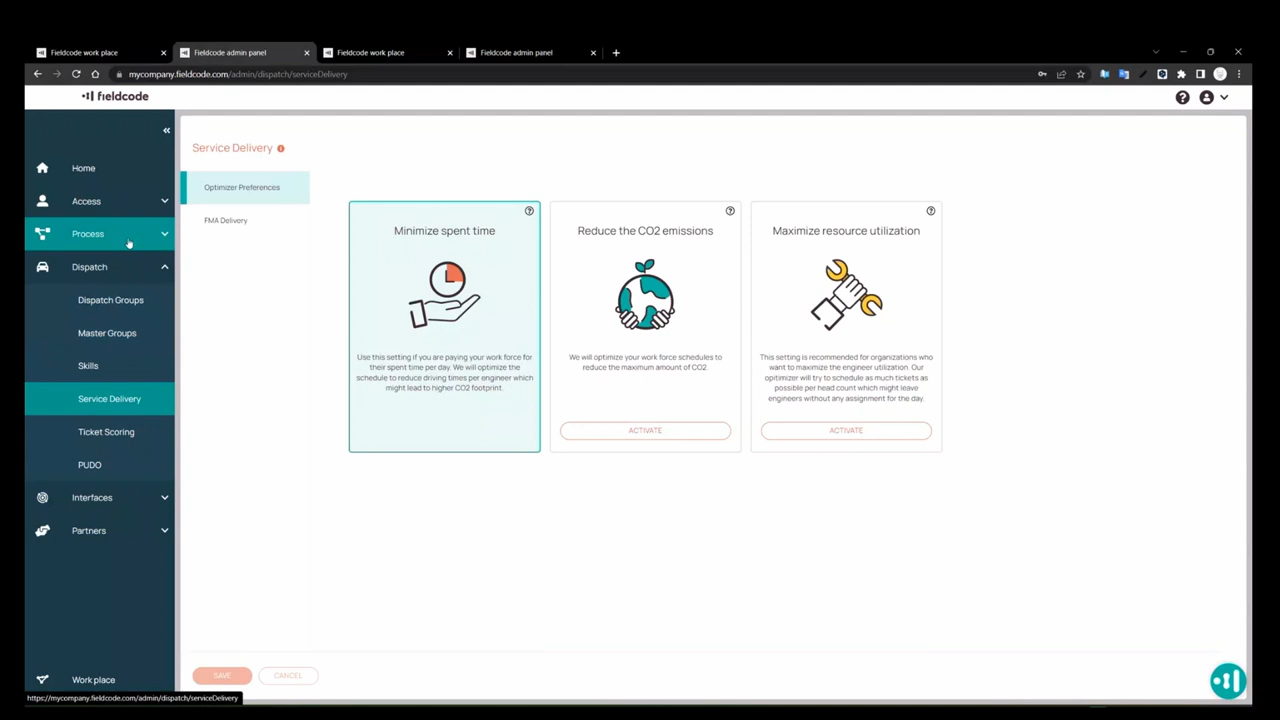 Fieldcode work place
Fieldcode admin panel
Fieldcode work place
Fieldcode admin panel
mycompany.fieldcode.com/admin/dispatch/serviceDelivery
fieldcode
Home
Access
Process
Dispatch
Dispatch Groups
Master Groups
Skills
Service Delivery
Ticket Scoring
PUDO
Interfaces
Partners
Work place
https://mycompany.fieldcode.com/admin/dispatch/serviceDelivery
Service Delivery
Optimizer Preferences
FMA Delivery
Minimize spent time
Use this setting if you are paying your work force for
their spent time per day. We will optimize the
schedule to reduce driving times per engineer which
might lead to higher CO2 footprint.
Reduce the CO2 emissions
We will optimize your work force schedules to
reduce the maximum amount of CO2.
ACTIVATE
Maximize resource utilization
This setting is recommended for organizations who
want to maximize the engineer utilization. Our
opitimizer will try to schedule as much tickets as
possible per head count which might leave
engineers without any assignment for the day.
ACTIVATE
SAVE
CANCEL